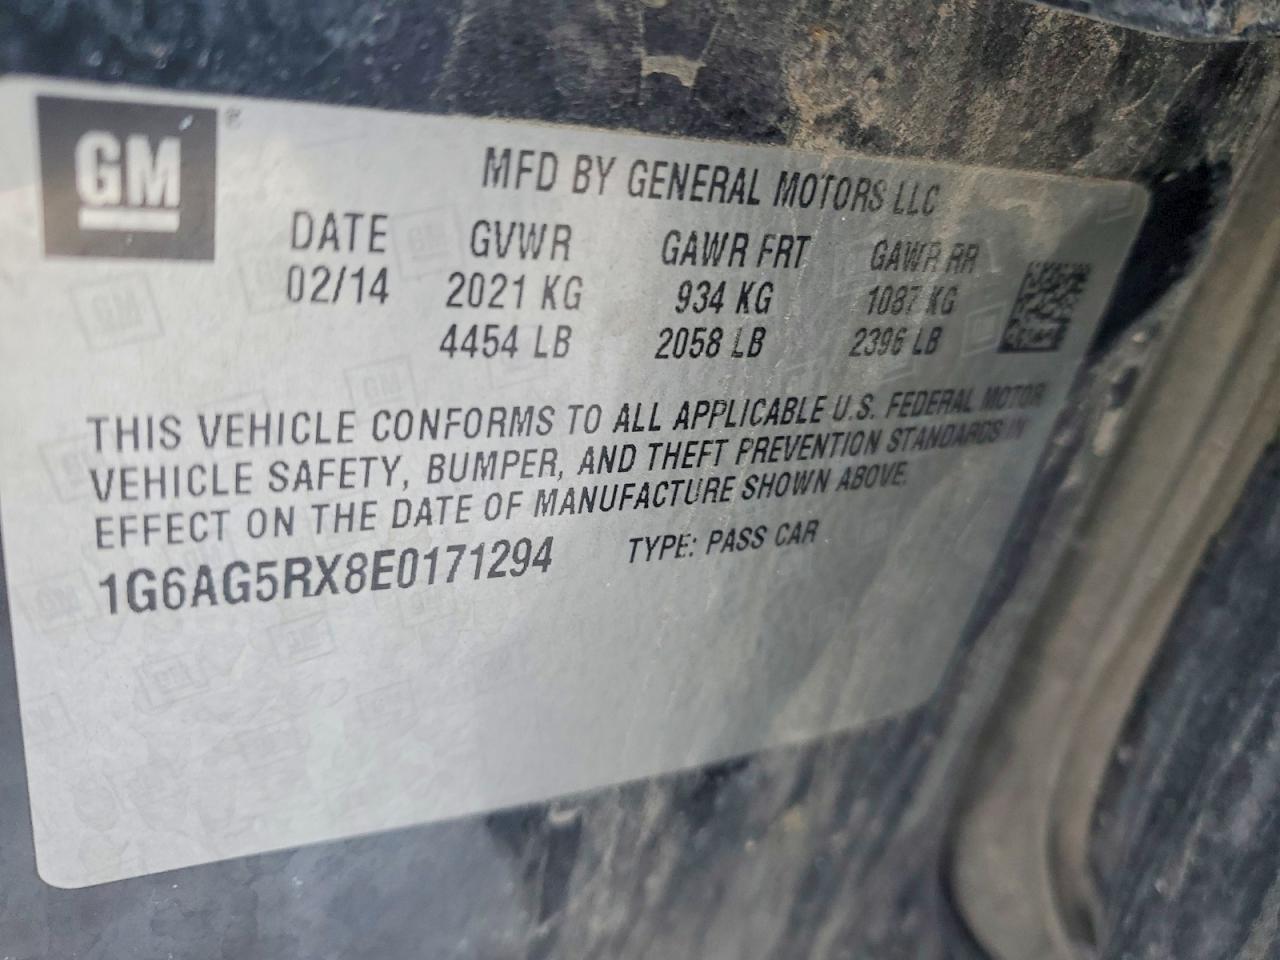 GM
MFD BY GENERAL MOTORS LLC
DATE GVWR GAWR FRT GAWR RR
02/14 2021 KG 934 KG 1087 KG
4454 LB 2058 LB 2396 LB
THIS VEHICLE CONFORMS TO ALL APPLICABLE U.S. FEDERAL MOTOR
VEHICLE SAFETY, BUMPER, AND THEFT PREVENTION STANDARDS IN
EFFECT ON THE DATE OF MANUFACTURE SHOWN ABOVE.
1G6AG5RX8E0171294 TYPE: PASS CAR